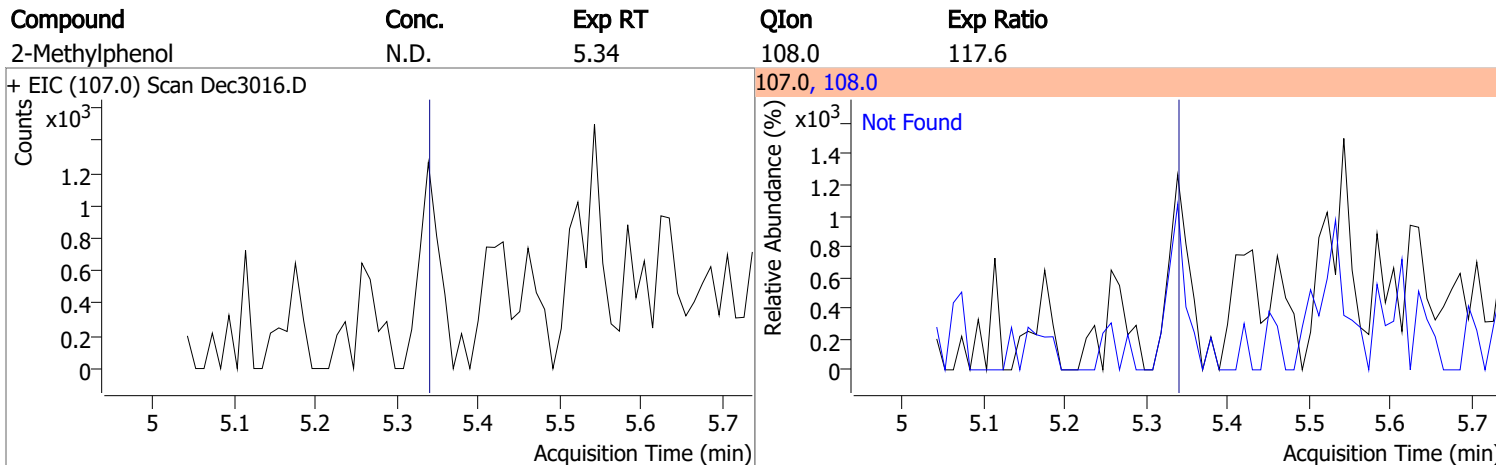 Compound Conc. Exp RT QIon Exp Ratio
2-Methylphenol N.D. 5.34 108.0 117.6
+ EIC (107.0) Scan Dec3016.D
Counts
x10³
1.2
1
0.8
0.6
0.4
0.2
0
5 5.1 5.2 5.3 5.4 5.5 5.6 5.7
Acquisition Time (min)
107.0, 108.0
Relative Abundance (%)
x10³
Not Found
1.4
1.2
1
0.8
0.6
0.4
0.2
0
5 5.1 5.2 5.3 5.4 5.5 5.6 5.7
Acquisition Time (min)